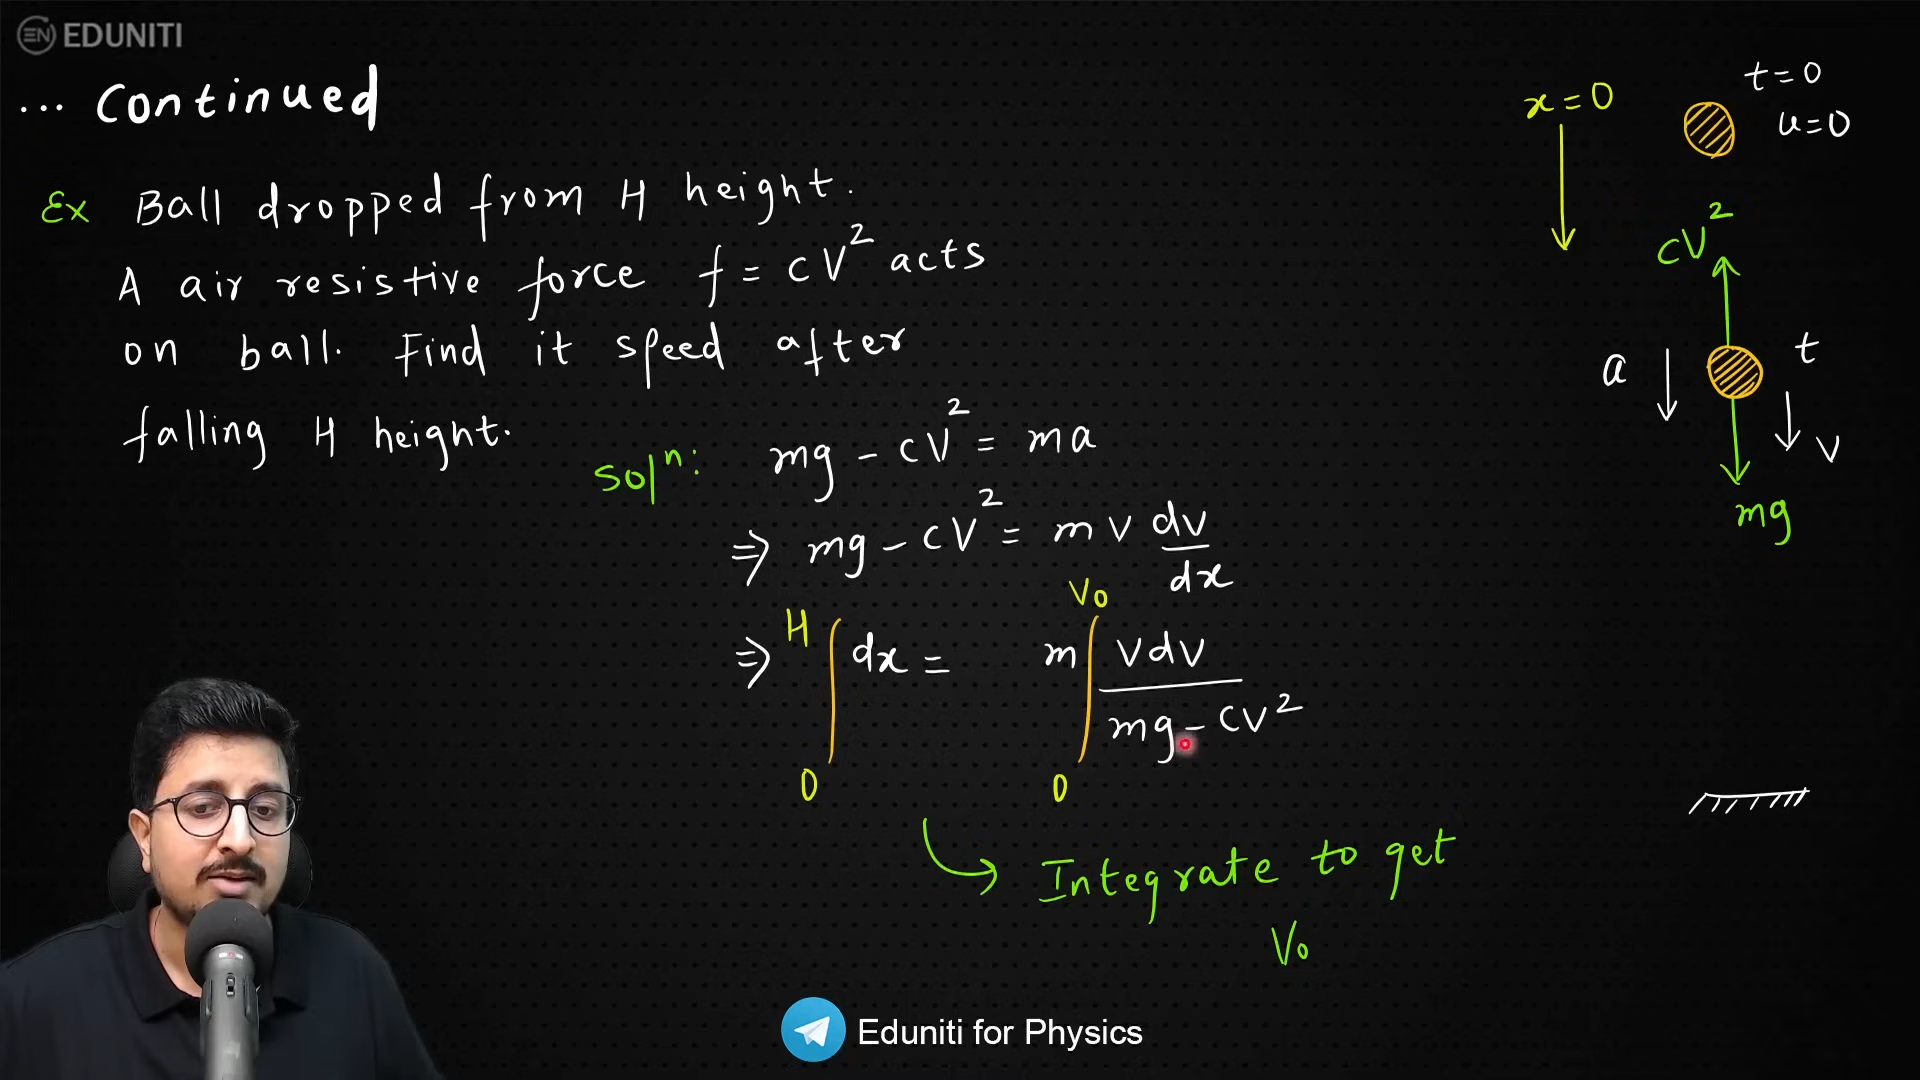 EN EDUNITI
... Continued
Ex Ball dropped from H height.
A air resistive force f = CV² acts
on ball. Find it speed after
falling H height.
Solⁿ: mg - CV² = ma
⇒ mg - CV² = m v dv/dx
⇒ ∫₀ᴴ dx = m ∫₀^V₀ VdV/(mg - CV²)
Integrate to get
V₀
x = 0
t = 0
u = 0
CV²
a
t
V
mg
Eduniti for Physics